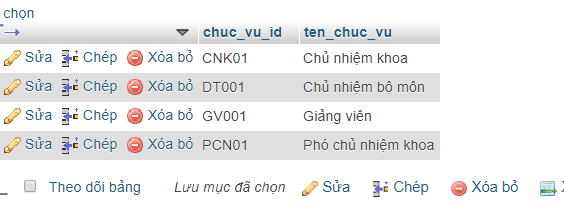 chọn
chuc_vu_id ten_chuc_vu
Sửa Chép Xóa bỏ CNK01 Chủ nhiệm khoa
Sửa Chép Xóa bỏ DT001 Chủ nhiệm bộ môn
Sửa Chép Xóa bỏ GV001 Giảng viên
Sửa Chép Xóa bỏ PCN01 Phó chủ nhiệm khoa
Theo dõi bảng Lưu mục đã chọn Sửa Chép Xóa bỏ